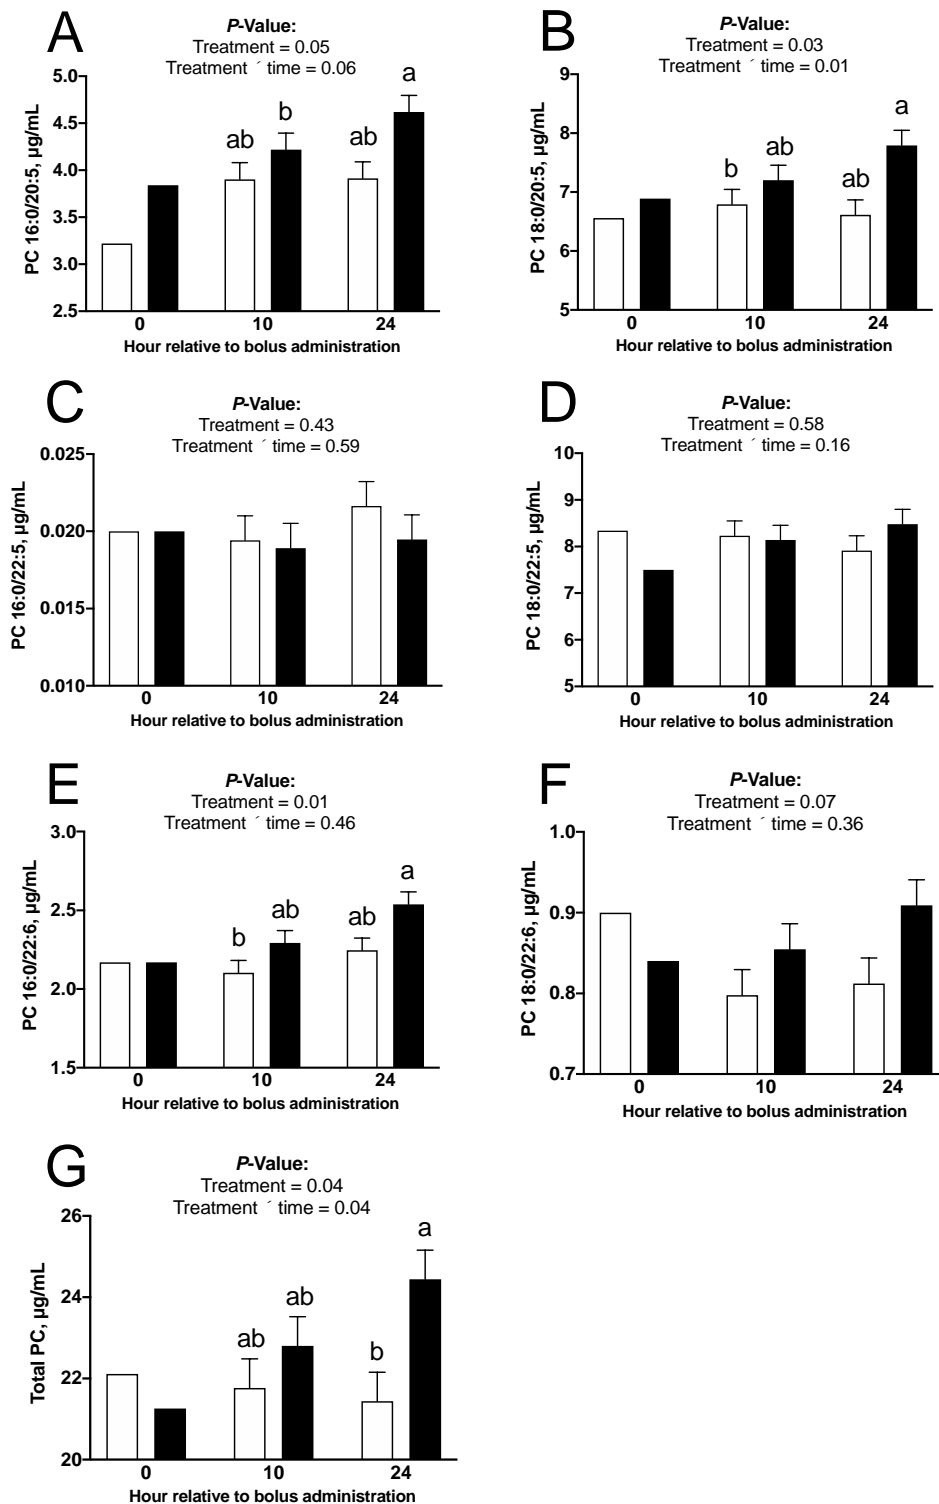 A
P-Value:
Treatment = 0.05
Treatment ´ time = 0.06
PC 16:0/20:5, µg/mL
5.0
4.5
4.0
3.5
3.0
2.5
ab
b
ab
a
0
10
24
Hour relative to bolus administration
B
P-Value:
Treatment = 0.03
Treatment ´ time = 0.01
PC 18:0/20:5, µg/mL
9
8
7
6
5
b
ab
ab
a
0
10
24
Hour relative to bolus administration
C
P-Value:
Treatment = 0.43
Treatment ´ time = 0.59
PC 16:0/22:5, µg/mL
0.025
0.020
0.015
0.010
0
10
24
Hour relative to bolus administration
D
P-Value:
Treatment = 0.58
Treatment ´ time = 0.16
PC 18:0/22:5, µg/mL
10
9
8
7
6
5
0
10
24
Hour relative to bolus administration
E
P-Value:
Treatment = 0.01
Treatment ´ time = 0.46
PC 16:0/22:6, µg/mL
3.0
2.5
2.0
1.5
b
ab
ab
a
0
10
24
Hour relative to bolus administration
F
P-Value:
Treatment = 0.07
Treatment ´ time = 0.36
PC 18:0/22:6, µg/mL
1.0
0.9
0.8
0.7
0
10
24
Hour relative to bolus administration
G
P-Value:
Treatment = 0.04
Treatment ´ time = 0.04
Total PC, µg/mL
26
24
22
20
ab
ab
b
a
0
10
24
Hour relative to bolus administration